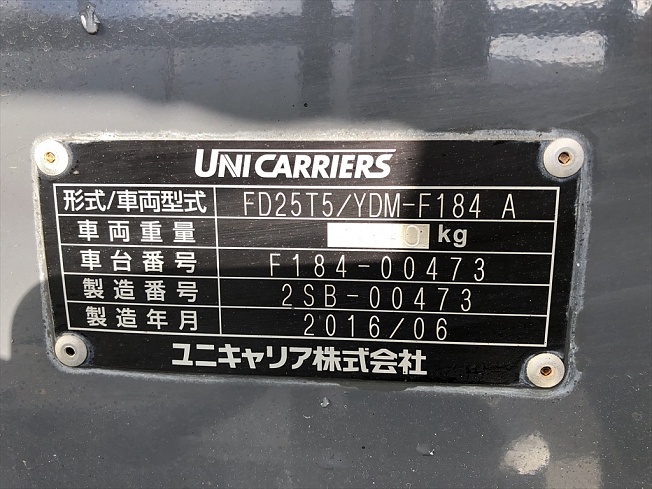 UNICARRIERS
形式/車両型式 FD25T5/YDM-F184 A
車両重量 kg
車台番号 F184-00473
製造番号 2SB-00473
製造年月 2016/06
ユニキャリア株式会社